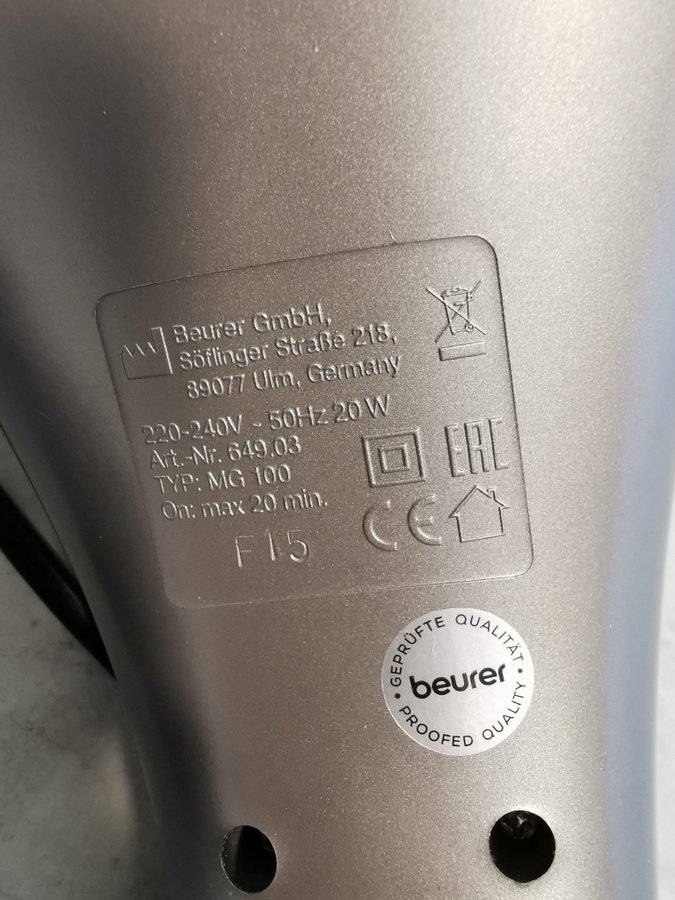 Beurer GmbH,
Söflinger Straße 218,
89077 Ulm, Germany
220-240V ~ 50Hz 20 W
Art.-Nr. 649.03
TYP: MG 100
On: max 20 min.
F15
EAC
CE
GEPRÜFTE QUALITÄT
beurer
PROOFED QUALITY